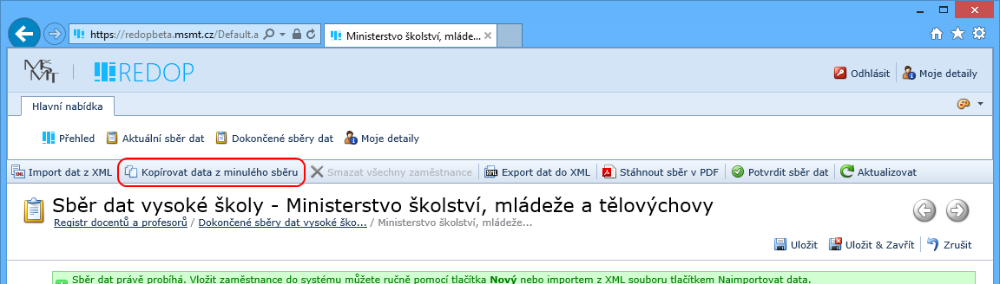 https://redopbeta.msmt.cz/Default.a
Ministerstvo školství, mláde...
MŠMT REDOP
Odhlásit Moje detaily
Hlavní nabídka
Přehled Aktuální sběr dat Dokončené sběry dat Moje detaily
Import dat z XML Kopírovat data z minulého sběru Smazat všechny zaměstnance Export dat do XML Stáhnout sběr v PDF Potvrdit sběr dat Aktualizovat
Sběr dat vysoké školy - Ministerstvo školství, mládeže a tělovýchovy
Registr docentů a profesorů / Dokončené sběry dat vysoké ško... / Ministerstvo školství, mládeže...
Uložit Uložit & Zavřít Zrušit
Sběr dat právě probíhá. Vložit zaměstnance do systému můžete ručně pomocí tlačítka Nový nebo importem z XML souboru tlačítkem Naimportovat data.